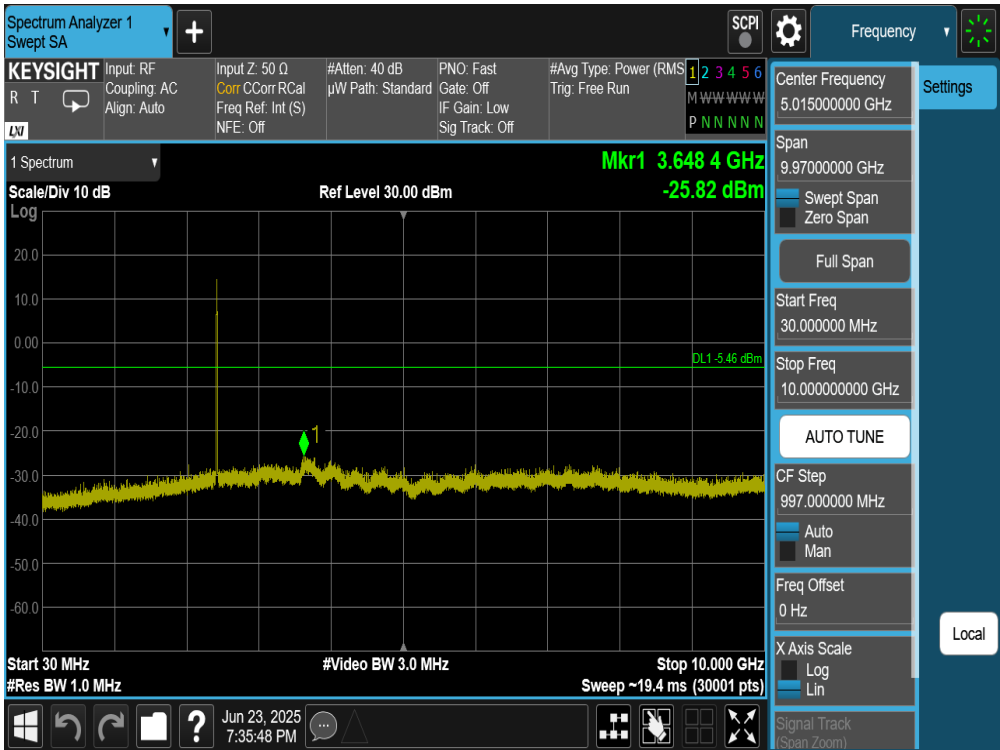 Spectrum Analyzer 1
Swept SA
+
SCPI
Frequency
KEYSIGHT
R T
LXI
Input: RF
Coupling: AC
Align: Auto
Input Z: 50 Ω
Corr CCorr RCal
Freq Ref: Int (S)
NFE: Off
#Atten: 40 dB
µW Path: Standard
PNO: Fast
Gate: Off
IF Gain: Low
Sig Track: Off
#Avg Type: Power (RMS
Trig: Free Run
1 2 3 4 5 6
M W W W W W
P N N N N N
1 Spectrum
Scale/Div 10 dB
Ref Level 30.00 dBm
Mkr1 3.648 4 GHz
-25.82 dBm
Log
20.0
10.0
0.00
DL1 -5.46 dBm
-10.0
1
-20.0
-30.0
-40.0
-50.0
-60.0
Start 30 MHz
#Video BW 3.0 MHz
Stop 10.000 GHz
#Res BW 1.0 MHz
Sweep ~19.4 ms (30001 pts)
Center Frequency
5.015000000 GHz
Settings
Span
9.97000000 GHz
Swept Span
Zero Span
Full Span
Start Freq
30.000000 MHz
Stop Freq
10.000000000 GHz
AUTO TUNE
CF Step
997.000000 MHz
Auto
Man
Freq Offset
0 Hz
Local
X Axis Scale
Log
Lin
Signal Track
(Span Zoom)
?
Jun 23, 2025
7:35:48 PM